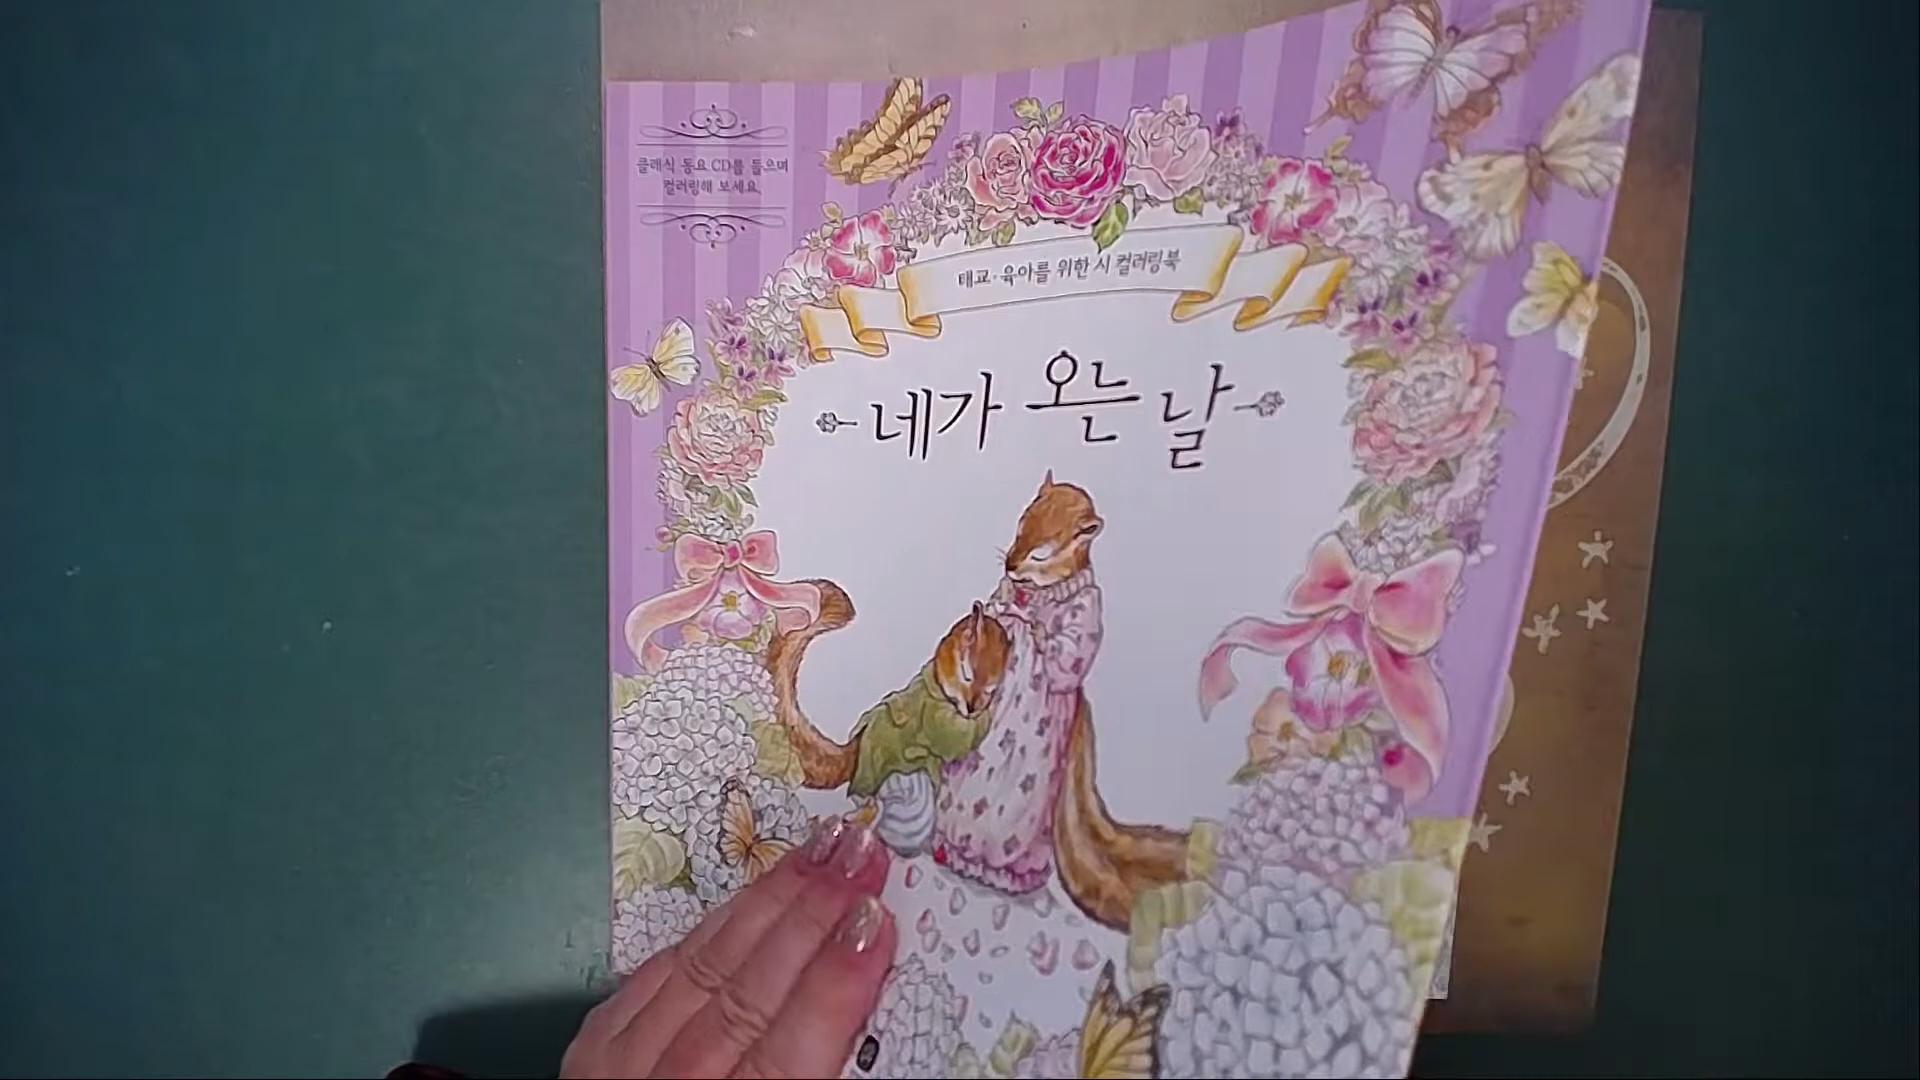 클래식 동요 CD를 들으며
컬러링해 보세요.
태교·육아를 위한 시 컬러링북
네가 오는 날